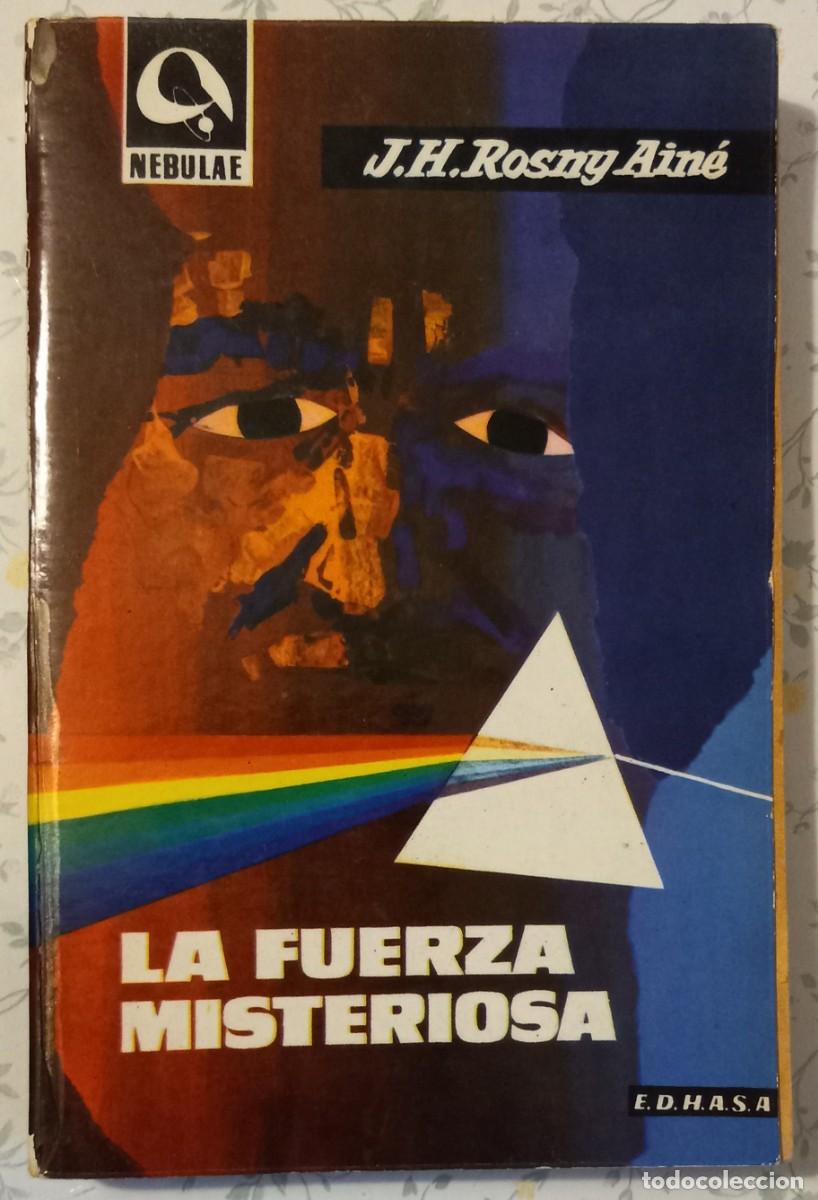 NEBULAE
J.H. Rosny Ainé
LA FUERZA
MISTERIOSA
E.D.H.A.S.A
todocoleccion